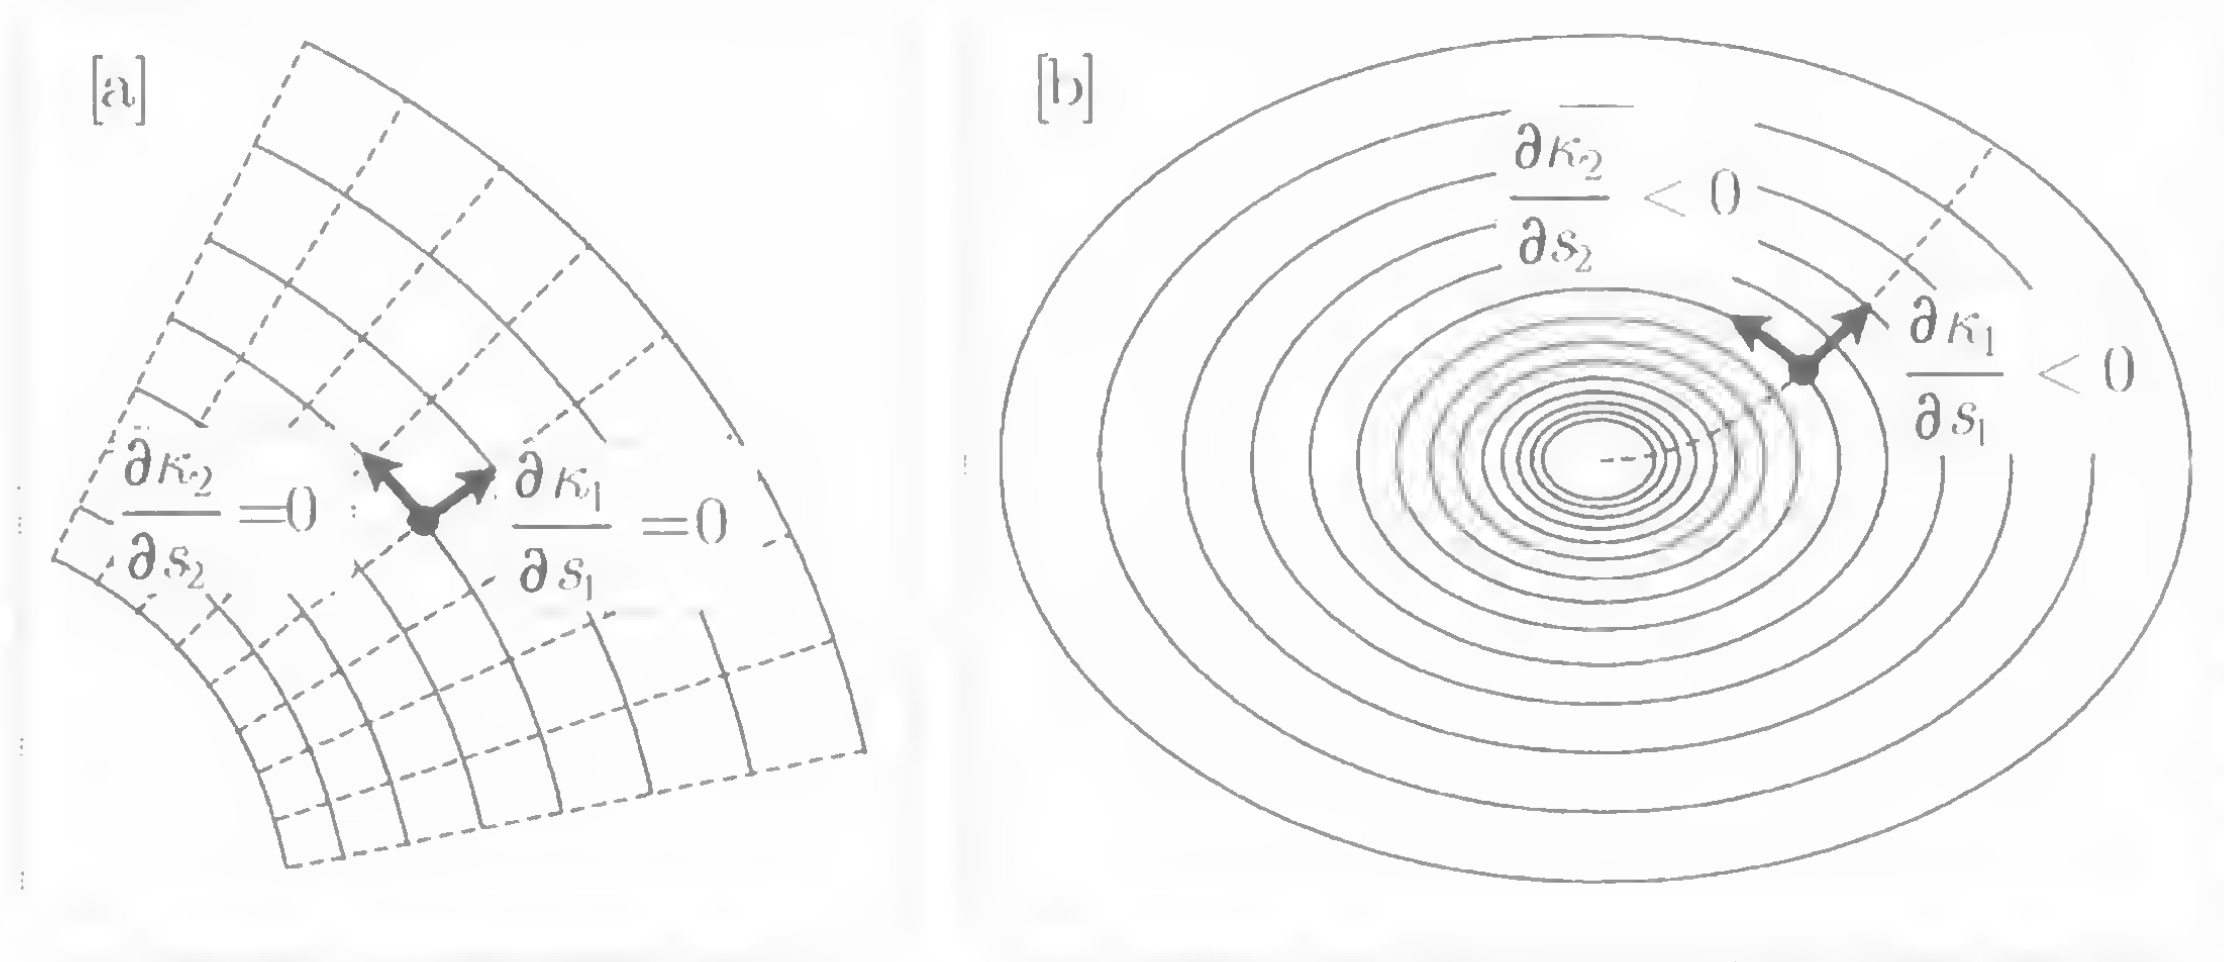 [a]
∂κ₂/∂s₂ =0
∂κ₁/∂s₁ =0
[b]
∂κ₂/∂s₂ < 0
∂κ₁/∂s₁ < 0